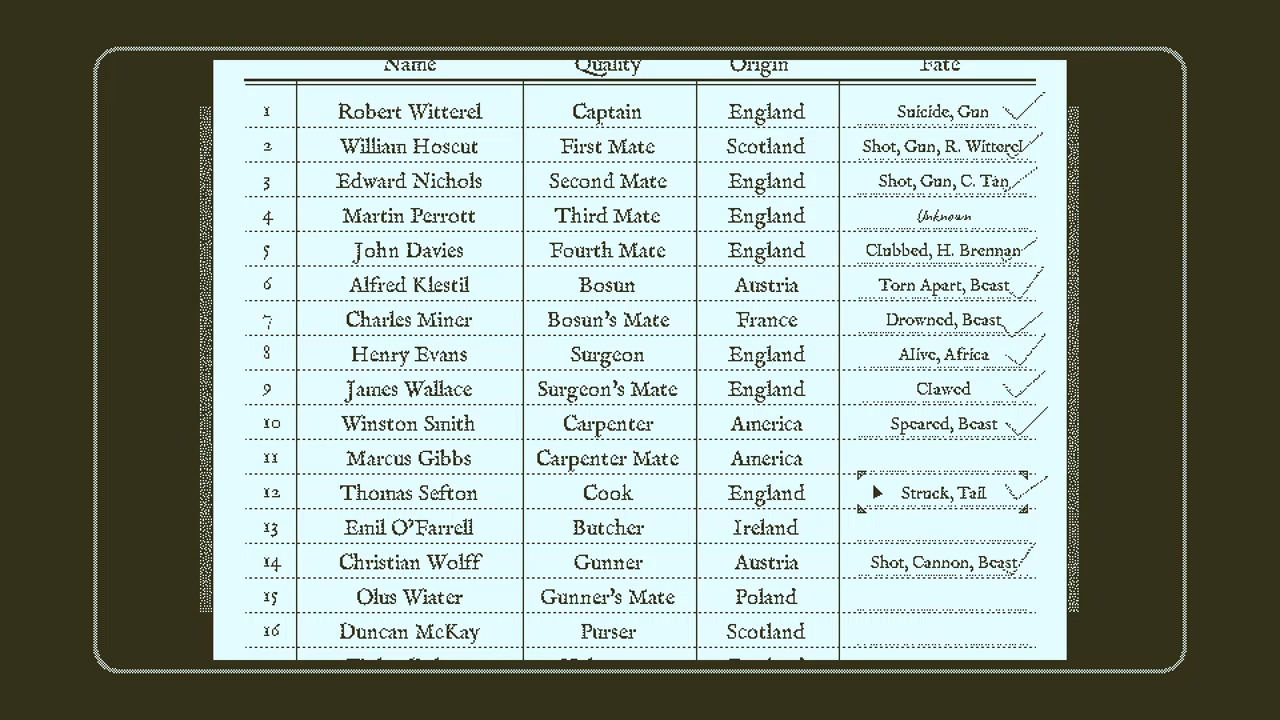 Name Quality Origin Fate
1 Robert Witterel Captain England Suicide, Gun
2 William Hoscut First Mate Scotland Shot, Gun, R. Witterel
3 Edward Nichols Second Mate England Shot, Gun, C. Tan
4 Martin Perrott Third Mate England Unknown
5 John Davies Fourth Mate England Clubbed, H. Brennan
6 Alfred Klestil Bosun Austria Torn Apart, Beast
7 Charles Miner Bosun's Mate France Drowned, Beast
8 Henry Evans Surgeon England Alive, Africa
9 James Wallace Surgeon's Mate England Clawed
10 Winston Smith Carpenter America Speared, Beast
11 Marcus Gibbs Carpenter Mate America
12 Thomas Sefton Cook England Struck, Tail
13 Emil O'Farrell Butcher Ireland
14 Christian Wolff Gunner Austria Shot, Cannon, Beast
15 Olus Wiater Gunner's Mate Poland
16 Duncan McKay Purser Scotland